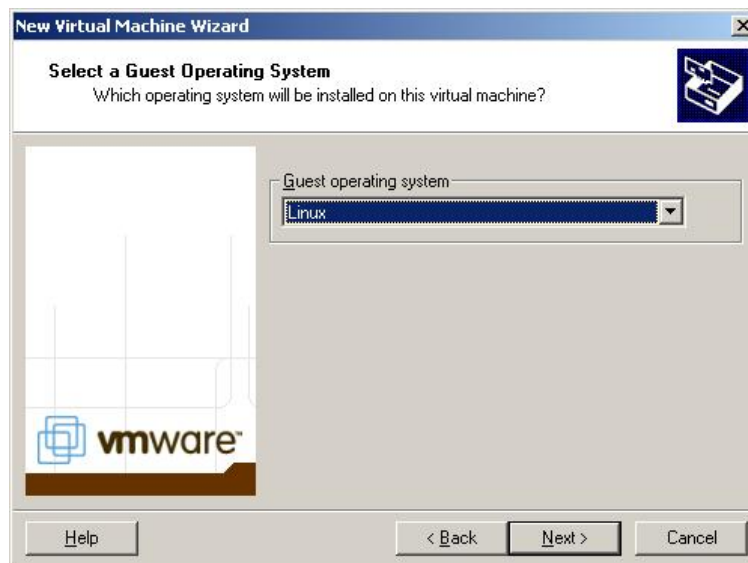 New Virtual Machine Wizard
Select a Guest Operating System
Which operating system will be installed on this virtual machine?
Guest operating system
Linux
vmware™
Help
< Back
Next >
Cancel